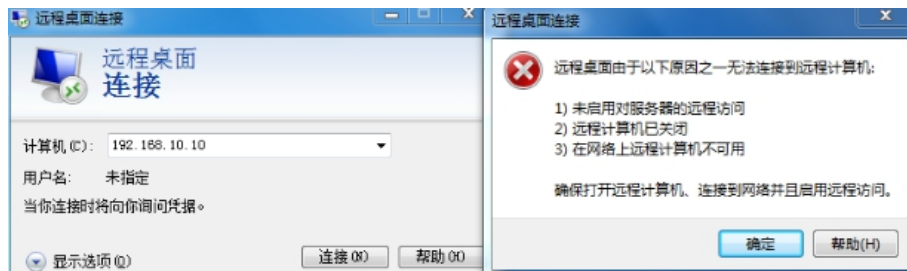 远程桌面连接
远程桌面
连接
计算机(C): 192.168.10.10
用户名: 未指定
当你连接时将向你询问凭据。
显示选项(O)
连接(N)
帮助(H)
远程桌面连接
远程桌面由于以下原因之一无法连接到远程计算机:
1) 未启用对服务器的远程访问
2) 远程计算机已关闭
3) 在网络上远程计算机不可用
确保打开远程计算机、连接到网络并且启用远程访问。
确定
帮助(H)